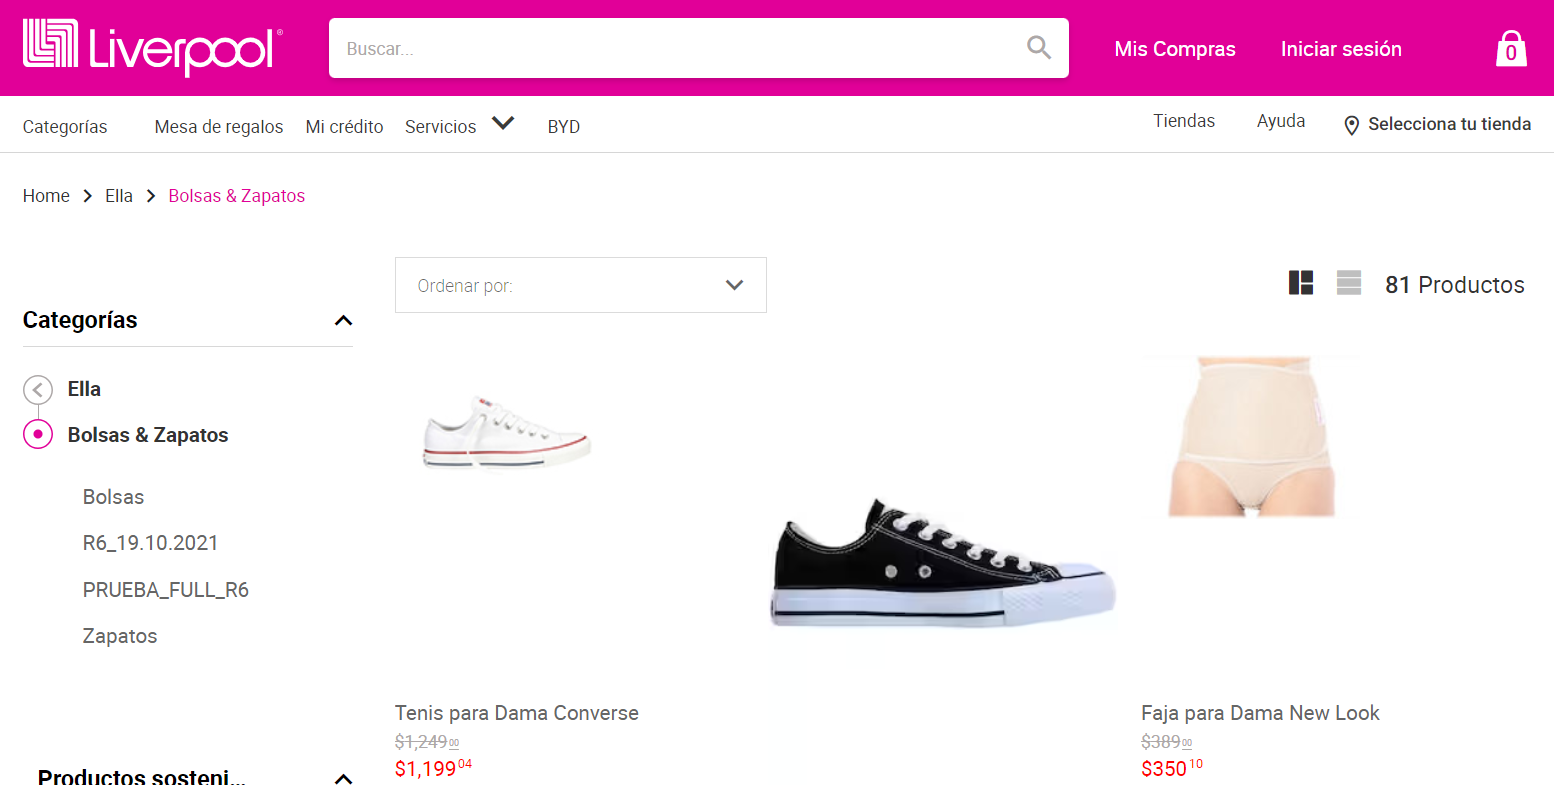 Liverpool®
Buscar...
Mis Compras
Iniciar sesión
0
Categorías
Mesa de regalos
Mi crédito
Servicios
BYD
Tiendas
Ayuda
Selecciona tu tienda
Home
Ella
Bolsas & Zapatos
Ordenar por:
81 Productos
Categorías
Ella
Bolsas & Zapatos
Bolsas
R6_19.10.2021
PRUEBA_FULL_R6
Zapatos
Productos sosteni...
Tenis para Dama Converse
$1,249 00
$1,199 04
Faja para Dama New Look
$389 00
$350 10